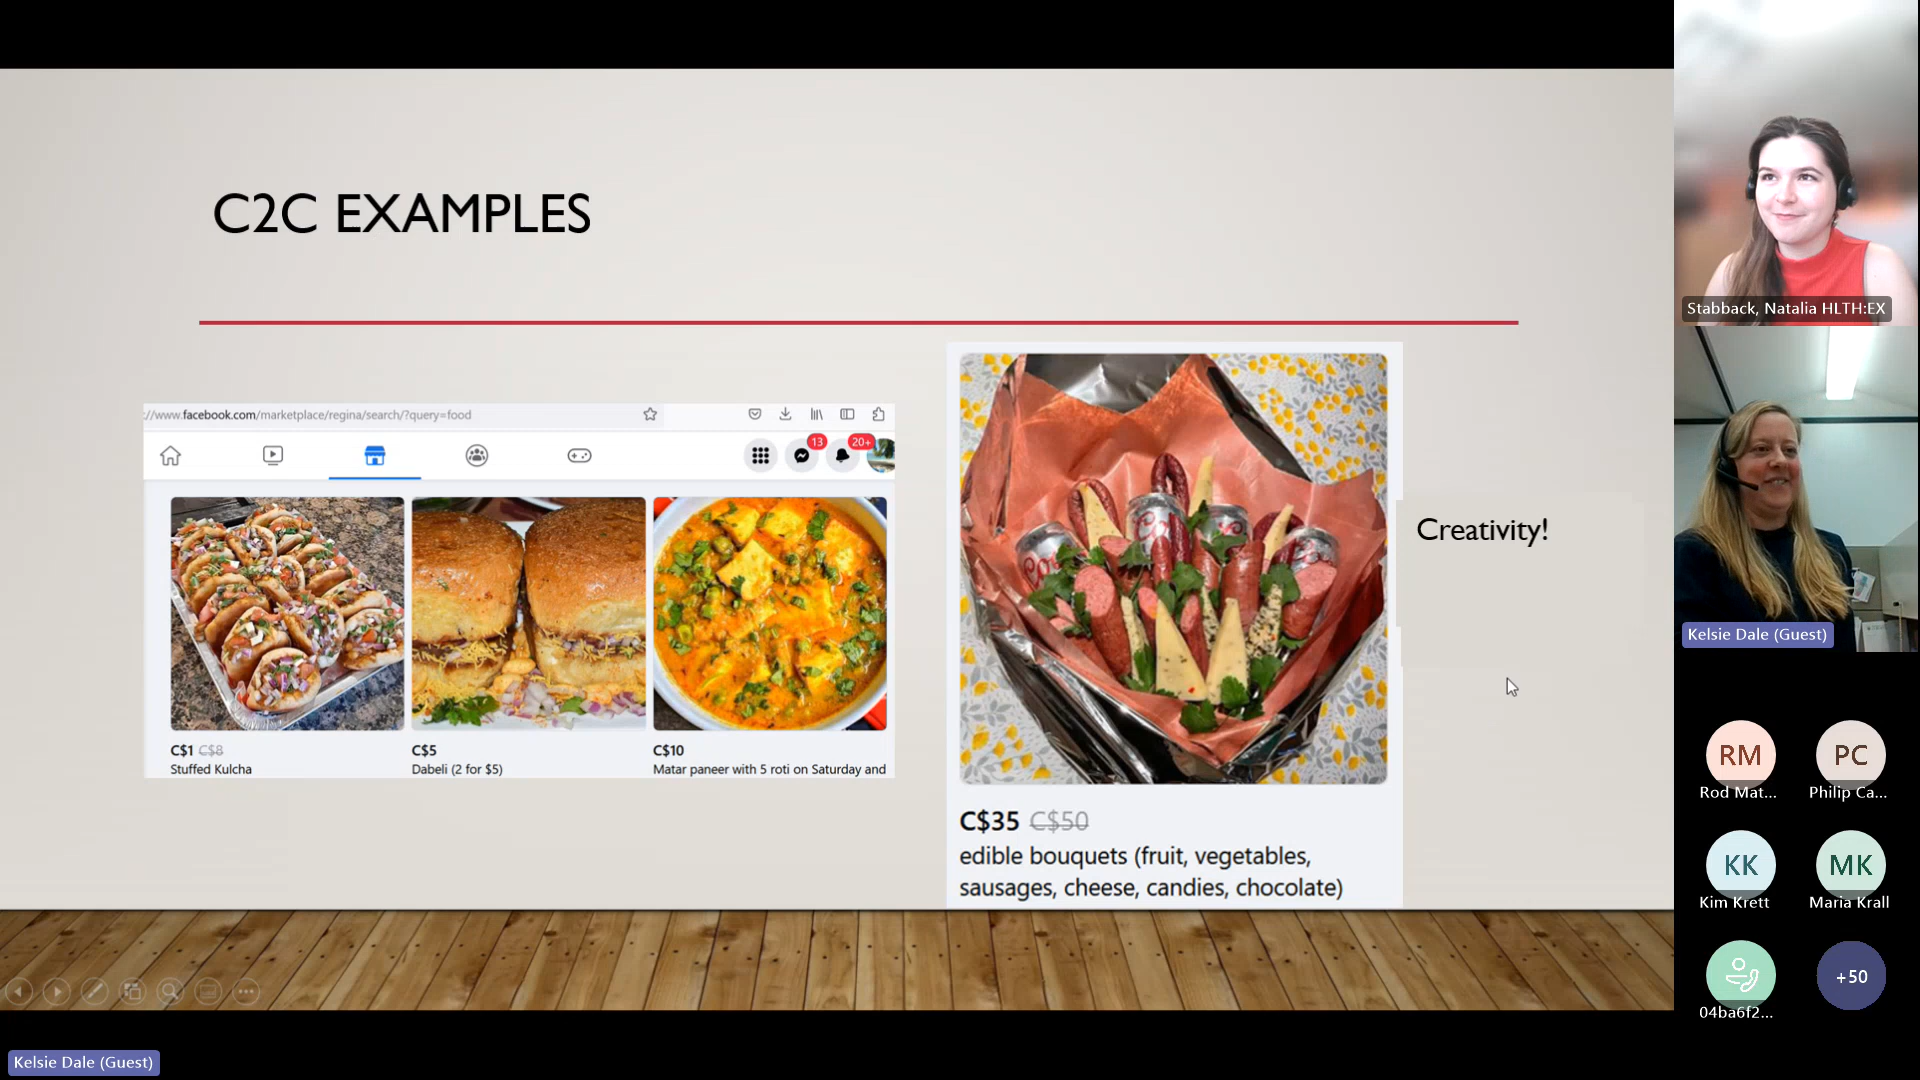 C2C EXAMPLES
://www.facebook.com/marketplace/regina/search/?query=food
13
20+
C$1 C$8
Stuffed Kulcha
C$5
Dabeli (2 for $5)
C$10
Matar paneer with 5 roti on Saturday and
C$35 C$50
edible bouquets (fruit, vegetables,
sausages, cheese, candies, chocolate)
Creativity!
Stabback, Natalia HLTH:EX
Kelsie Dale (Guest)
RM
Rod Mat...
PC
Philip Ca...
KK
Kim Krett
MK
Maria Krall
04ba6f2...
+50
Kelsie Dale (Guest)